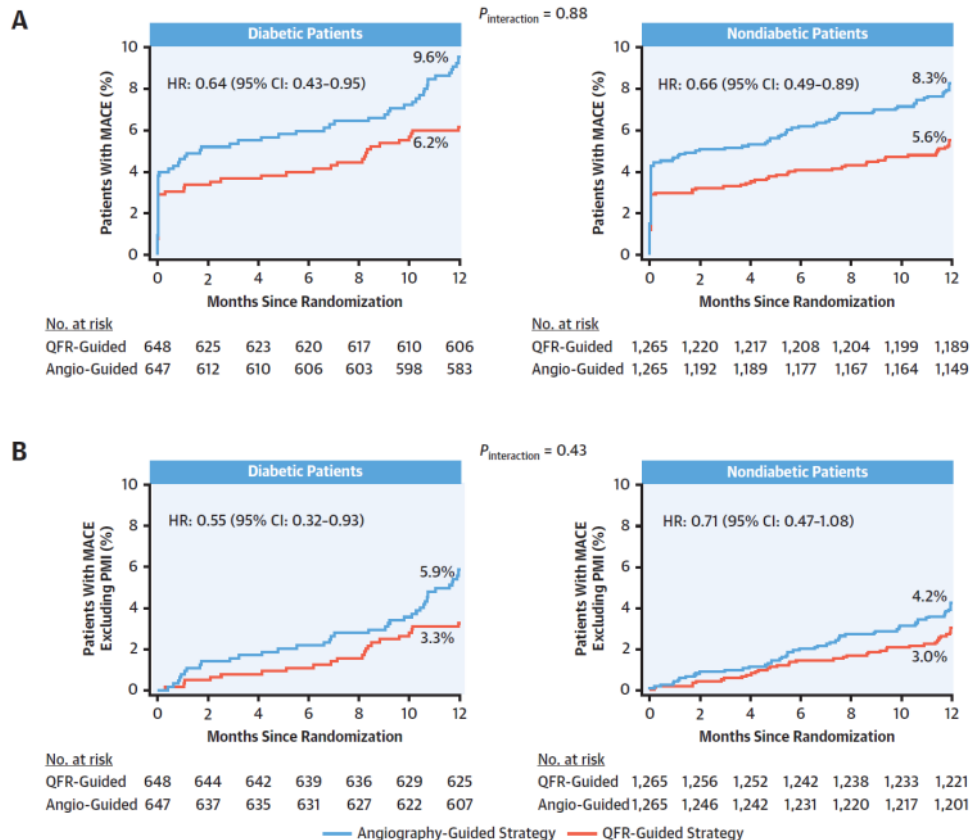 A
P interaction = 0.88
Diabetic Patients
Nondiabetic Patients
Patients With MACE (%)
10
8
6
4
2
0
HR: 0.64 (95% CI: 0.43–0.95)
9.6%
6.2%
0 2 4 6 8 10 12
Months Since Randomization
Patients With MACE (%)
10
8
6
4
2
0
HR: 0.66 (95% CI: 0.49–0.89)
8.3%
5.6%
0 2 4 6 8 10 12
Months Since Randomization
No. at risk
QFR-Guided 648 625 623 620 617 610 606
Angio-Guided 647 612 610 606 603 598 583
No. at risk
QFR-Guided 1,265 1,220 1,217 1,208 1,204 1,199 1,189
Angio-Guided 1,265 1,192 1,189 1,177 1,167 1,164 1,149
B
P interaction = 0.43
Diabetic Patients
Nondiabetic Patients
Patients With MACE
Excluding PMI (%)
10
8
6
4
2
0
HR: 0.55 (95% CI: 0.32–0.93)
5.9%
3.3%
0 2 4 6 8 10 12
Months Since Randomization
Patients With MACE
Excluding PMI (%)
10
8
6
4
2
0
HR: 0.71 (95% CI: 0.47–1.08)
4.2%
3.0%
0 2 4 6 8 10 12
Months Since Randomization
No. at risk
QFR-Guided 648 644 642 639 636 629 625
Angio-Guided 647 637 635 631 627 622 607
No. at risk
QFR-Guided 1,265 1,256 1,252 1,242 1,238 1,233 1,221
Angio-Guided 1,265 1,246 1,242 1,231 1,220 1,217 1,201
Angiography-Guided Strategy QFR-Guided Strategy